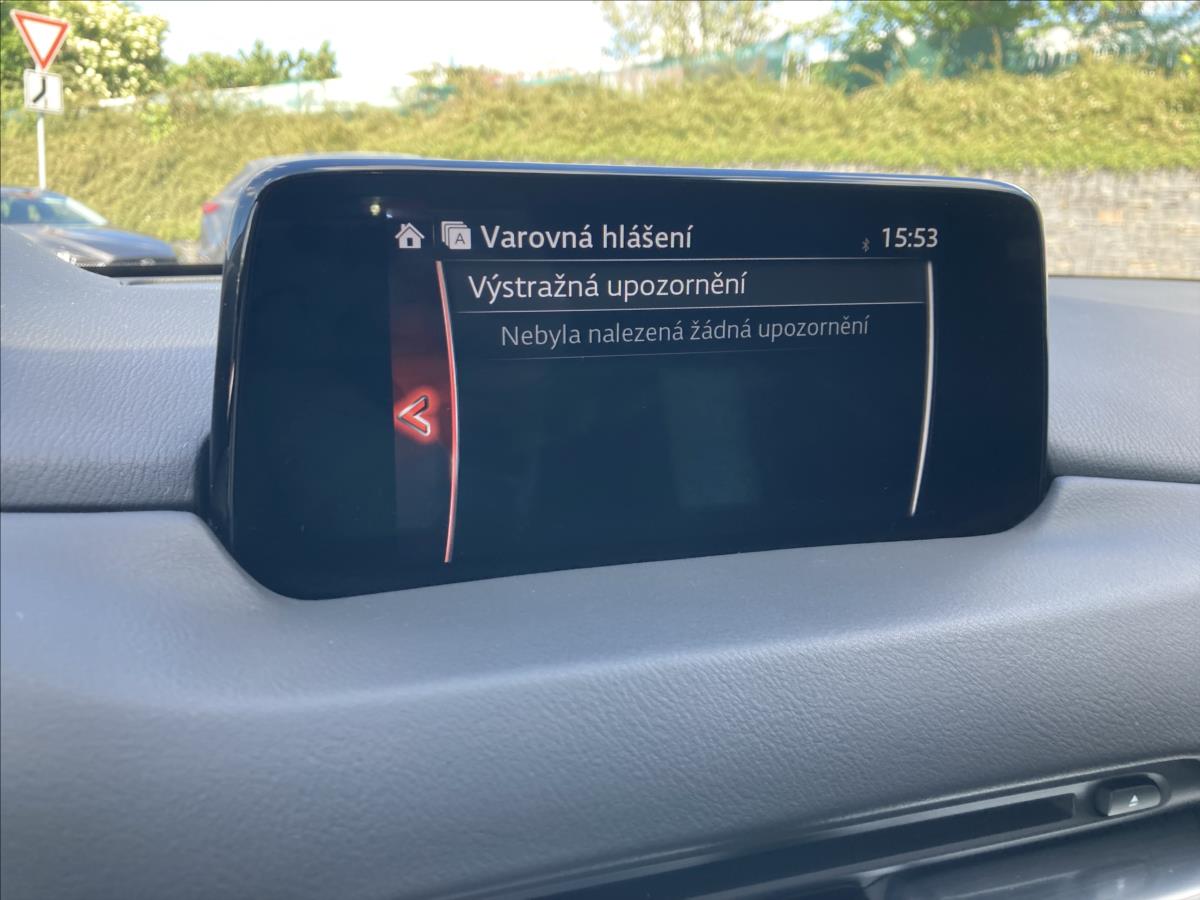 A Varovná hlášení 15:53
Výstražná upozornění
Nebyla nalezená žádná upozornění